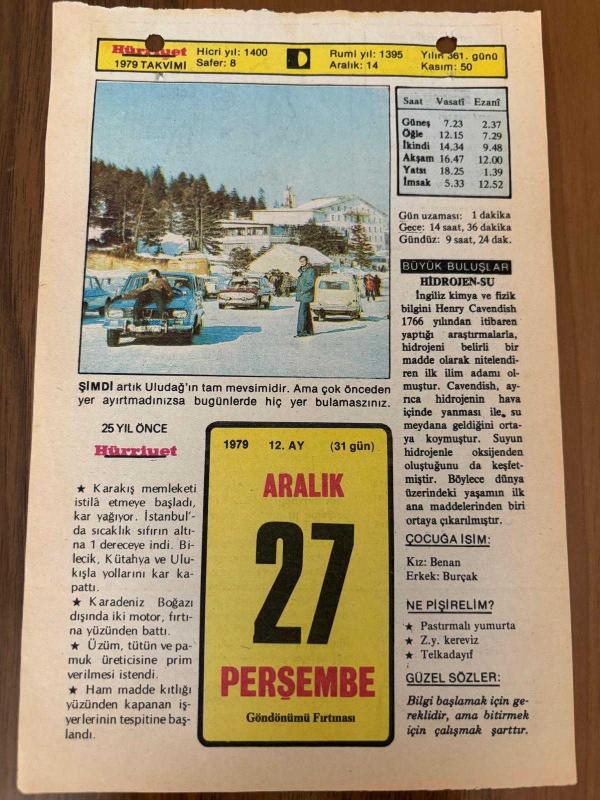 Hürriyet
1979 TAKVİMİ
Hicri yıl: 1400
Safer: 8
Rumi yıl: 1395
Aralık: 14
Yılın 361. günü
Kasım: 50
Saat Vasatî Ezanî
Güneş 7.23 2.37
Öğle 12.15 7.29
İkindi 14.34 9.48
Akşam 16.47 12.00
Yatsı 18.25 1.39
İmsak 5.33 12.52
Gün uzaması: 1 dakika
Gece: 14 saat, 36 dakika
Gündüz: 9 saat, 24 dak.
ŞİMDİ artık Uludağ'ın tam mevsimidir. Ama çok önceden
yer ayırtmadınızsa bugünlerde hiç yer bulamaszınız.
25 YIL ÖNCE
Hürriyet
★ Karakış memleketi
istilâ etmeye başladı,
kar yağıyor. İstanbul'-
da sıcaklık sıfırın altı-
na 1 dereceye indi. Bi-
lecik, Kütahya ve Ulu-
kışla yollarını kar ka-
pattı.
★ Karadeniz Boğazı
dışında iki motor, fırtı-
na yüzünden battı.
★ Üzüm, tütün ve pa-
muk üreticisine prim
verilmesi istendi.
★ Ham madde kıtlığı
yüzünden kapanan iş-
yerlerinin tespitine baş-
landı.
1979 12. AY (31 gün)
ARALIK
27
PERŞEMBE
Göndönümü Fırtınası
BÜYÜK BULUŞLAR
HİDROJEN-SU
İngiliz kimya ve fizik
bilgini Henry Cavendish
1766 yılından itibaren
yaptığı araştırmalarla,
hidrojeni belirli bir
madde olarak nitelendi-
ren ilk ilim adamı ol-
muştur. Cavendish, ay-
rıca hidrojenin hava
içinde yanması ile su
meydana geldiğini orta-
ya koymuştur. Suyun
hidrojenle oksijenden
oluştuğunu da keşfet-
miştir. Böylece dünya
üzerindeki yaşamın ilk
ana maddelerinden biri
ortaya çıkarılmıştır.
ÇOCUĞA İSİM:
Kız: Benan
Erkek: Burçak
NE PİŞİRELİM?
★ Pastırmalı yumurta
★ Z.y. kereviz
★ Telkadayıf
GÜZEL SÖZLER:
Bilgi başlamak için ge-
reklidir, ama bitirmek
için çalışmak şarttır.